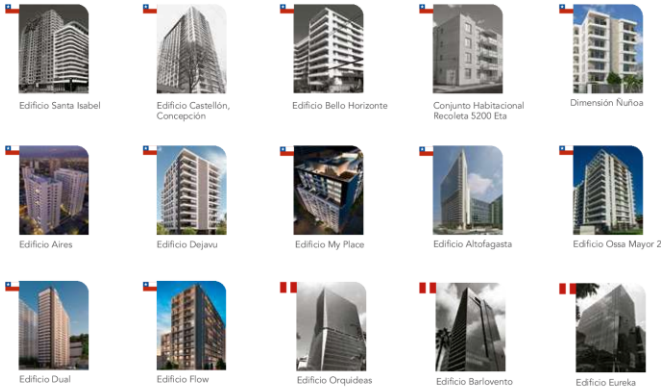 Edificio Santa Isabel
Edificio Castellón,
Concepción
Edificio Bello Horizonte
Conjunto Habitacional
Recoleta 5200 Eta
Dimensión Ñuñoa
Edificio Aires
Edificio Dejavu
Edificio My Place
Edificio Altofagasta
Edificio Ossa Mayor 2
Edificio Dual
Edificio Flow
Edificio Orquideas
Edificio Barlovento
Edificio Eureka